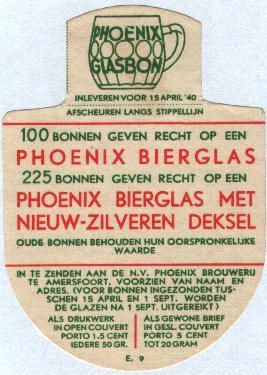 PHOENIX
GLASBON
INLEVEREN VOOR 15 APRIL '40
AFSCHEUREN LANGS STIPPELLIJN
100 BONNEN GEVEN RECHT OP EEN
PHOENIX BIERGLAS
225 BONNEN GEVEN RECHT OP EEN
PHOENIX BIERGLAS MET
NIEUW-ZILVEREN DEKSEL
OUDE BONNEN BEHOUDEN HUN OORSPRONKELIJKE
WAARDE
IN TE ZENDEN AAN DE N.V. PHOENIX BROUWERIJ
TE AMERSFOORT, VOORZIEN VAN NAAM EN
ADRES. (VOOR BONNEN INGEZONDEN TUS-
SCHEN 15 APRIL EN 1 SEPT. WORDEN
DE GLAZEN NA 1 SEPT. UITGEREIKT)
ALS DRUKWERK
IN OPEN COUVERT
PORTO 1.5 CENT
IEDERE 50 GR.
ALS GEWONE BRIEF
IN GESL. COUVERT
PORTO 5 CENT
TOT 20 GRAM
E. 9